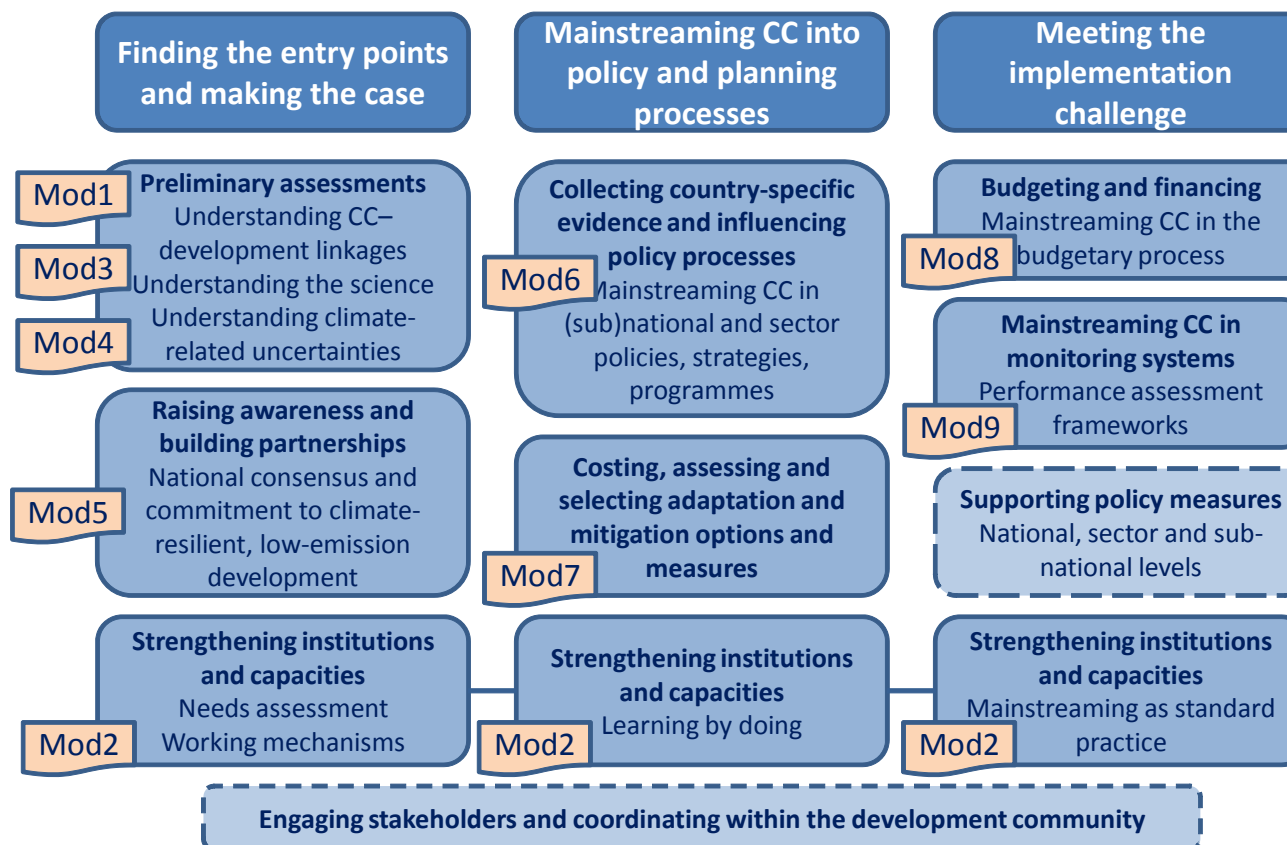 Finding the entry points
and making the case
Mainstreaming CC into
policy and planning
processes
Meeting the
implementation
challenge
Mod1
Preliminary assessments
Understanding CC–
development linkages
Mod3
Understanding the science
Mod4
Understanding climate-
related uncertainties
Raising awareness and
building partnerships
Mod5
National consensus and
commitment to climate-
resilient, low-emission
development
Strengthening institutions
and capacities
Needs assessment
Mod2
Working mechanisms
Collecting country-specific
evidence and influencing
policy processes
Mod6
Mainstreaming CC in
(sub)national and sector
policies, strategies,
programmes
Costing, assessing and
selecting adaptation and
mitigation options and
measures
Mod7
Strengthening institutions
and capacities
Mod2
Learning by doing
Budgeting and financing
Mainstreaming CC in the
Mod8
budgetary process
Mainstreaming CC in
monitoring systems
Performance assessment
Mod9
frameworks
Supporting policy measures
National, sector and sub-
national levels
Strengthening institutions
and capacities
Mainstreaming as standard
Mod2
practice
Engaging stakeholders and coordinating within the development community